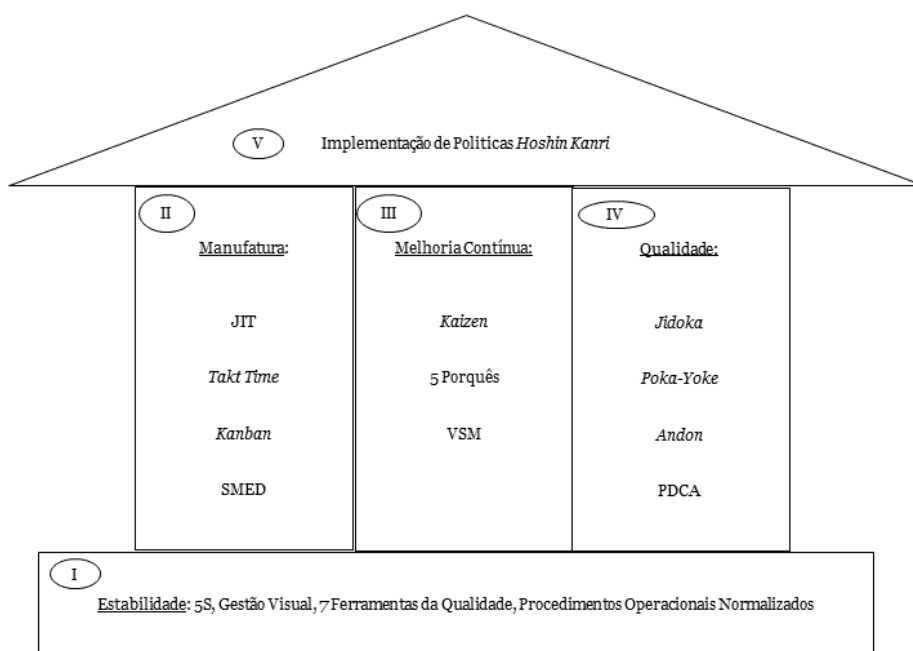 V
Implementação de Politicas Hoshin Kanri
II
Manufatura:
JIT
Takt Time
Kanban
SMED
III
Melhoria Contínua:
Kaizen
5 Porquês
VSM
IV
Qualidade:
Jidoka
Poka-Yoke
Andon
PDCA
I
Estabilidade: 5S, Gestão Visual, 7 Ferramentas da Qualidade, Procedimentos Operacionais Normalizados